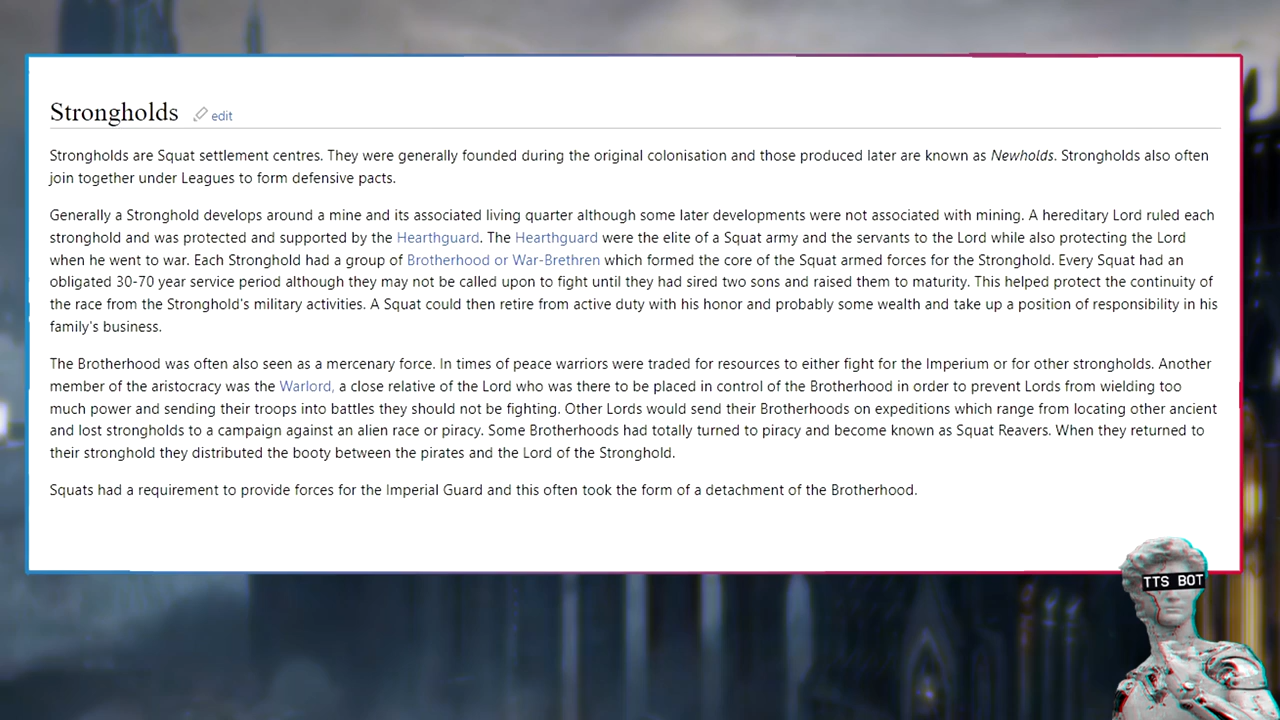 Strongholds edit
Strongholds are Squat settlement centres. They were generally founded during the original colonisation and those produced later are known as Newholds. Strongholds also often
join together under Leagues to form defensive pacts.
Generally a Stronghold develops around a mine and its associated living quarter although some later developments were not associated with mining. A hereditary Lord ruled each
stronghold and was protected and supported by the Hearthguard. The Hearthguard were the elite of a Squat army and the servants to the Lord while also protecting the Lord
when he went to war. Each Stronghold had a group of Brotherhood or War-Brethren which formed the core of the Squat armed forces for the Stronghold. Every Squat had an
obligated 30-70 year service period although they may not be called upon to fight until they had sired two sons and raised them to maturity. This helped protect the continuity of
the race from the Stronghold's military activities. A Squat could then retire from active duty with his honor and probably some wealth and take up a position of responsibility in his
family's business.
The Brotherhood was often also seen as a mercenary force. In times of peace warriors were traded for resources to either fight for the Imperium or for other strongholds. Another
member of the aristocracy was the Warlord, a close relative of the Lord who was there to be placed in control of the Brotherhood in order to prevent Lords from wielding too
much power and sending their troops into battles they should not be fighting. Other Lords would send their Brotherhoods on expeditions which range from locating other ancient
and lost strongholds to a campaign against an alien race or piracy. Some Brotherhoods had totally turned to piracy and become known as Squat Reavers. When they returned to
their stronghold they distributed the booty between the pirates and the Lord of the Stronghold.
Squats had a requirement to provide forces for the Imperial Guard and this often took the form of a detachment of the Brotherhood.
TTS BOT